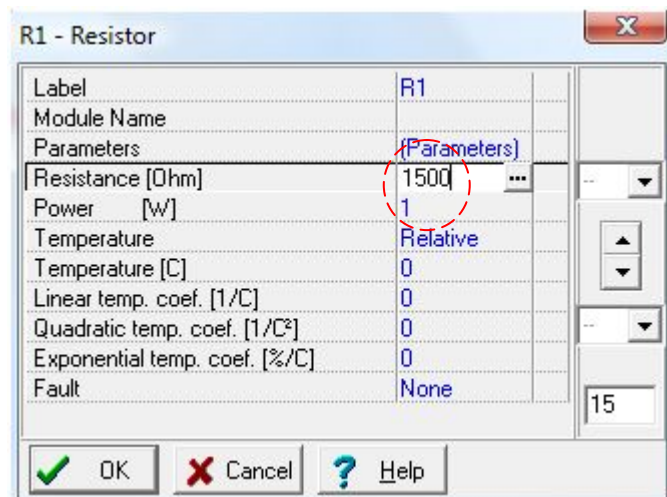 R1 - Resistor
Label R1
Module Name
Parameters (Parameters)
Resistance [Ohm] 1500 ...
--
Power [W] 1
Temperature Relative
Temperature [C] 0
Linear temp. coef. [1/C] 0
Quadratic temp. coef. [1/C²] 0
--
Exponential temp. coef. [%/C] 0
Fault None
15
OK Cancel ? Help